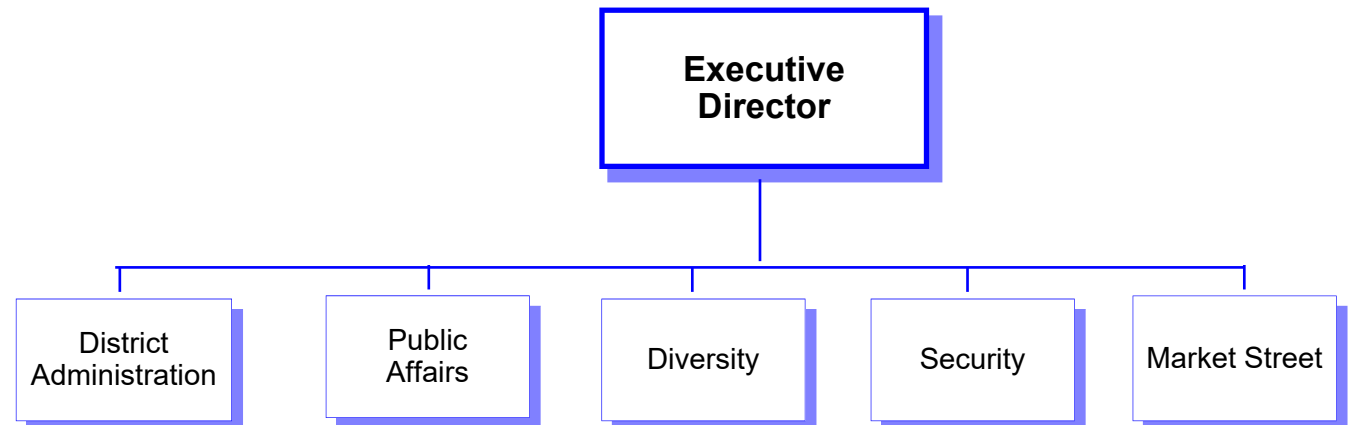 Executive
Director
District
Administration
Public
Affairs
Diversity
Security
Market Street